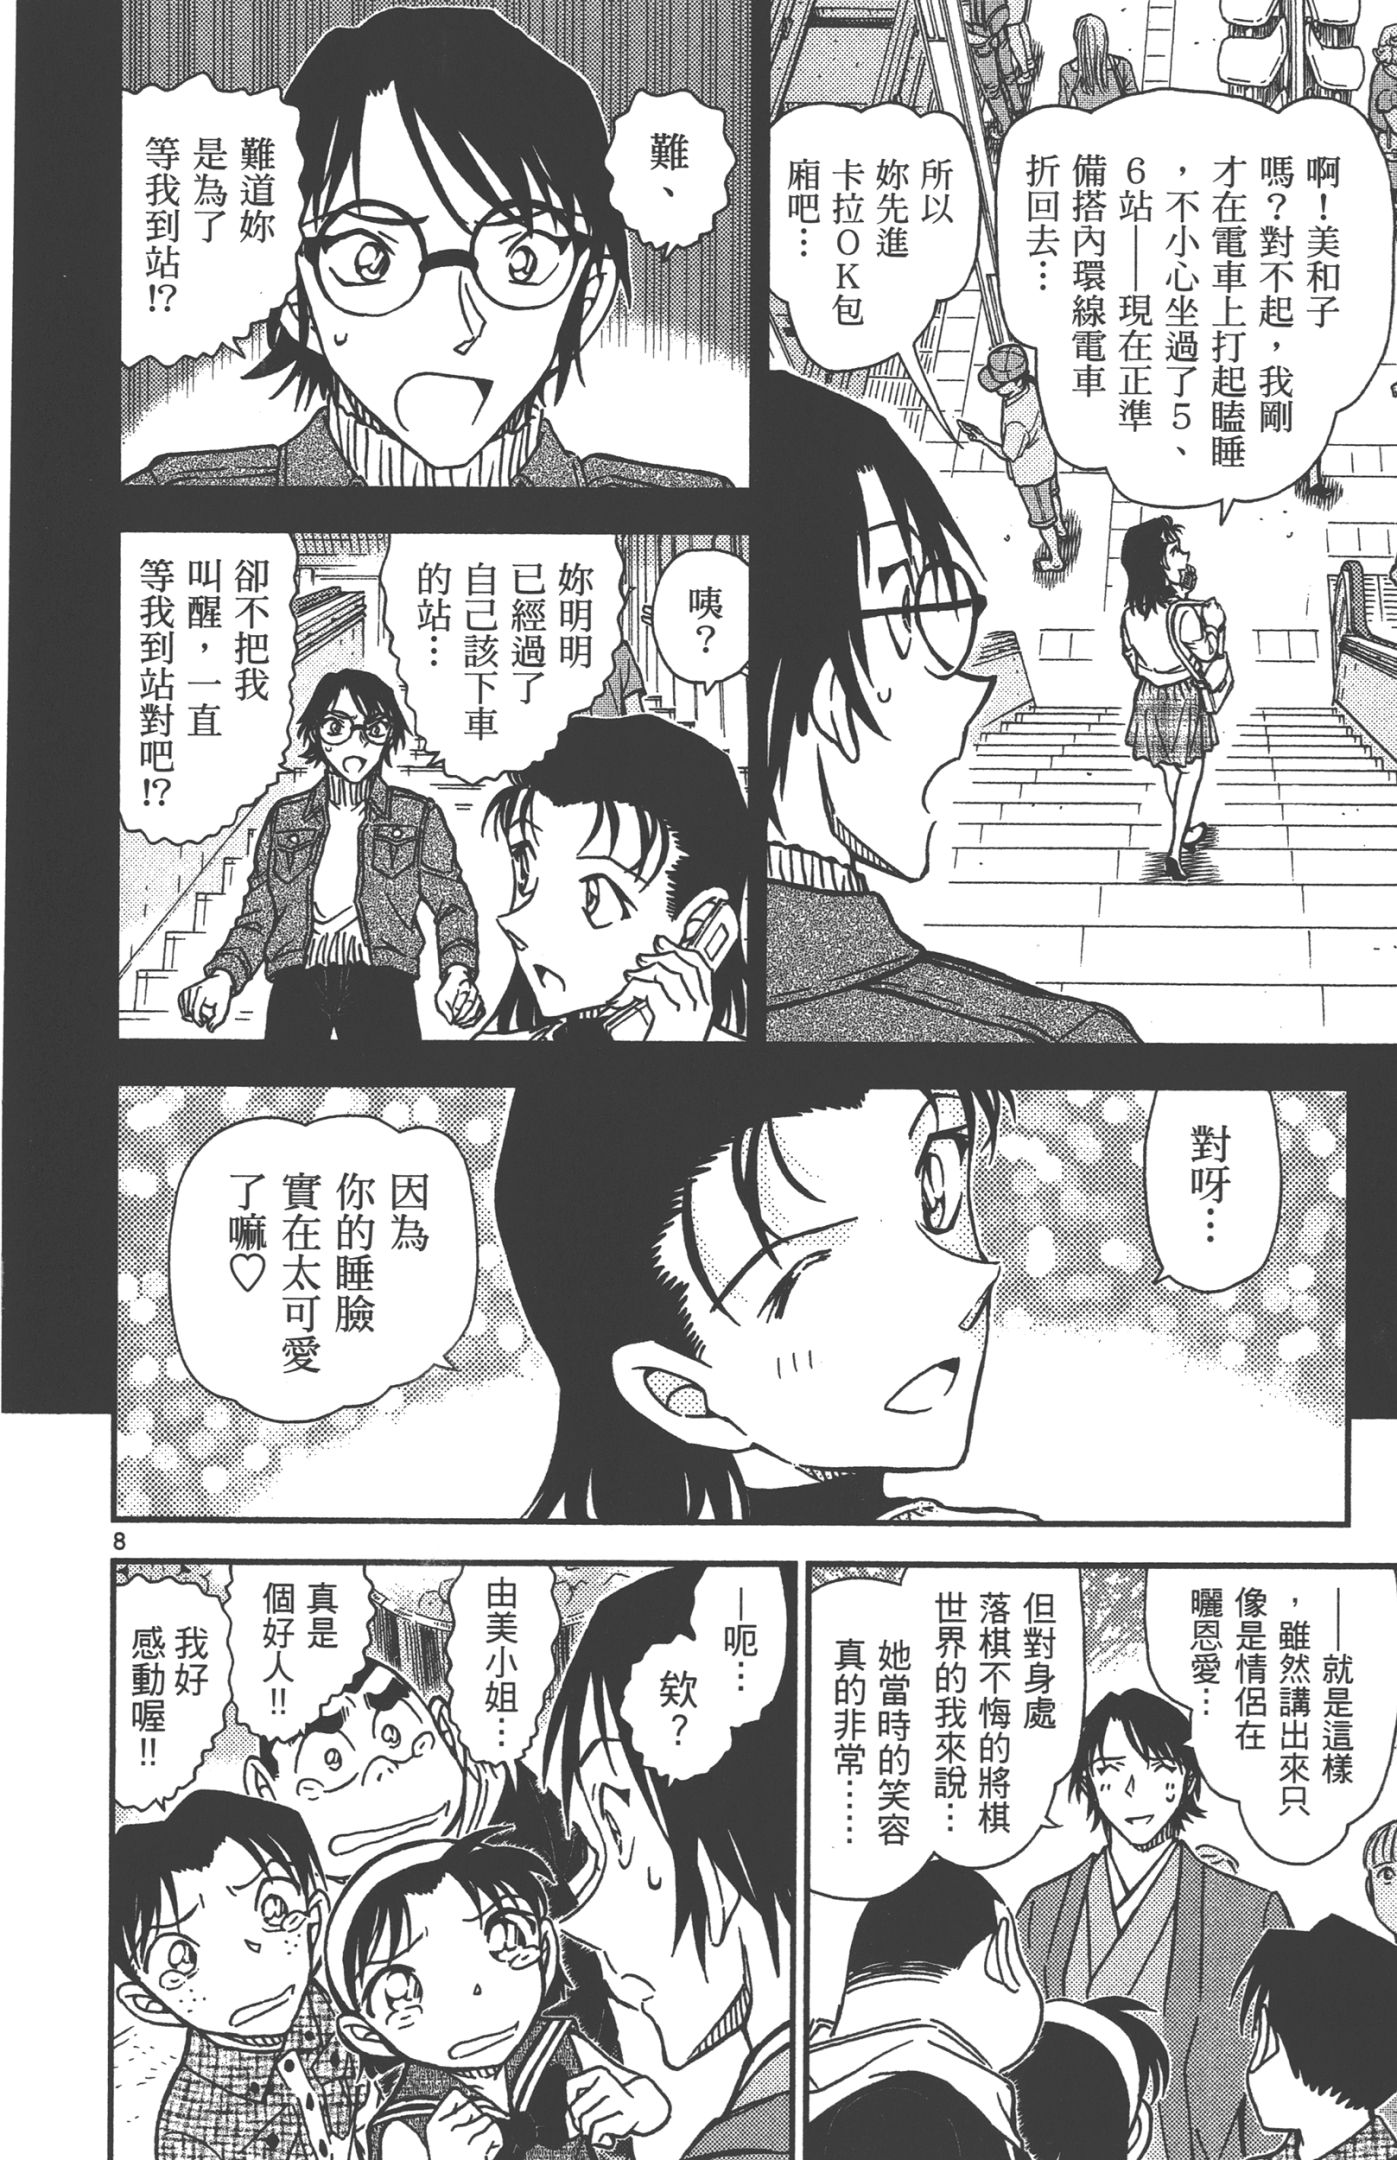 啊！美和子
嗎？對不起，我剛
才在電車上打起瞌睡
，不小心坐過了5、
6站——現在正準
備搭內環線電車
折回去…
所以
妳先進
卡拉OK包
廂吧…
難、
難道妳
是為了
等我到站!?
咦？
妳明明
已經過了
自己該下車
的站…
卻不把我
叫醒，一直
等我到站對吧!?
對呀…
因為
你的睡臉
實在太可愛
了嘛♡
——就是這樣
，雖然講出來只
像是情侶在
曬恩愛…
但對身處
落棋不悔的將棋
世界的我來說…
她當時的笑容
真的非常……
—呃…
欸？
由美小姐…
真是
個好人!!
我好
感動喔!!
8